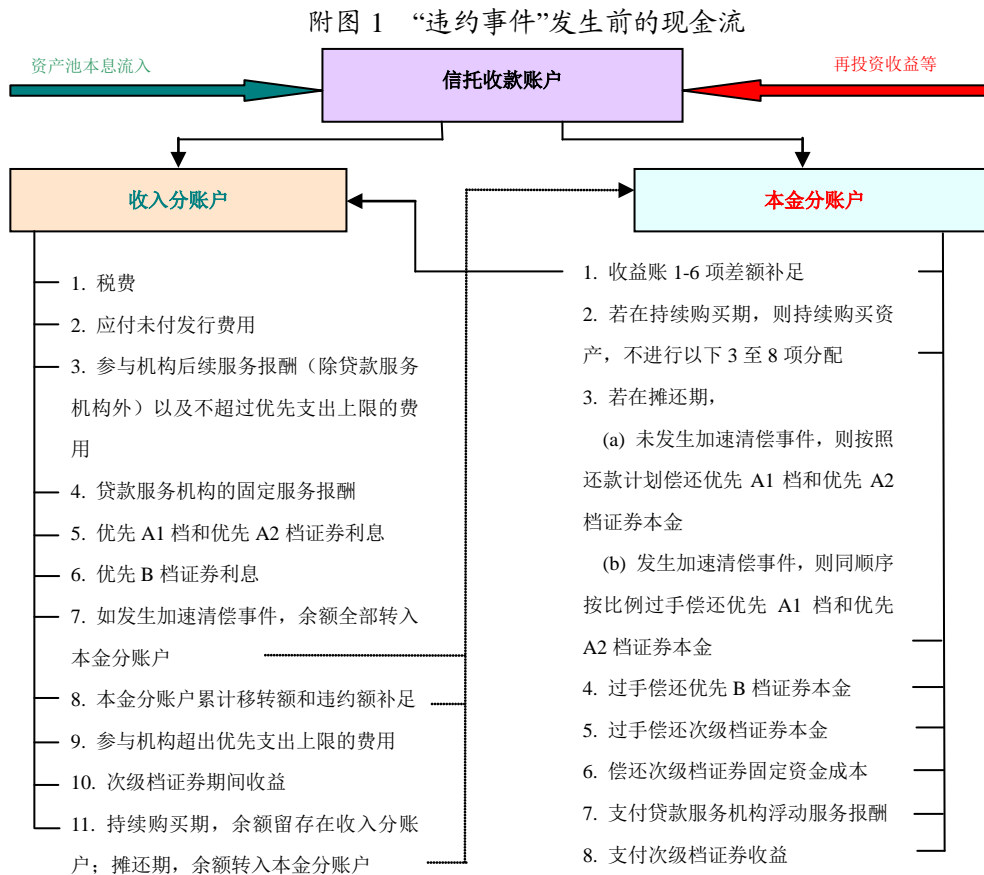 附图 1 “违约事件”发生前的现金流
资产池本息流入
信托收款账户
再投资收益等
收入分账户
本金分账户
1. 税费
2. 应付未付发行费用
3. 参与机构后续服务报酬（除贷款服务
机构外）以及不超过优先支出上限的费
用
4. 贷款服务机构的固定服务报酬
5. 优先 A1 档和优先 A2 档证券利息
6. 优先 B 档证券利息
7. 如发生加速清偿事件，余额全部转入
本金分账户
8. 本金分账户累计移转额和违约额补足
9. 参与机构超出优先支出上限的费用
10. 次级档证券期间收益
11. 持续购买期，余额留存在收入分账
户；摊还期，余额转入本金分账户
1. 收益账 1-6 项差额补足
2. 若在持续购买期，则持续购买资
产，不进行以下 3 至 8 项分配
3. 若在摊还期，
(a) 未发生加速清偿事件，则按照
还款计划偿还优先 A1 档和优先 A2
档证券本金
(b) 发生加速清偿事件，则同顺序
按比例过手偿还优先 A1 档和优先
A2 档证券本金
4. 过手偿还优先 B 档证券本金
5. 过手偿还次级档证券本金
6. 偿还次级档证券固定资金成本
7. 支付贷款服务机构浮动服务报酬
8. 支付次级档证券收益